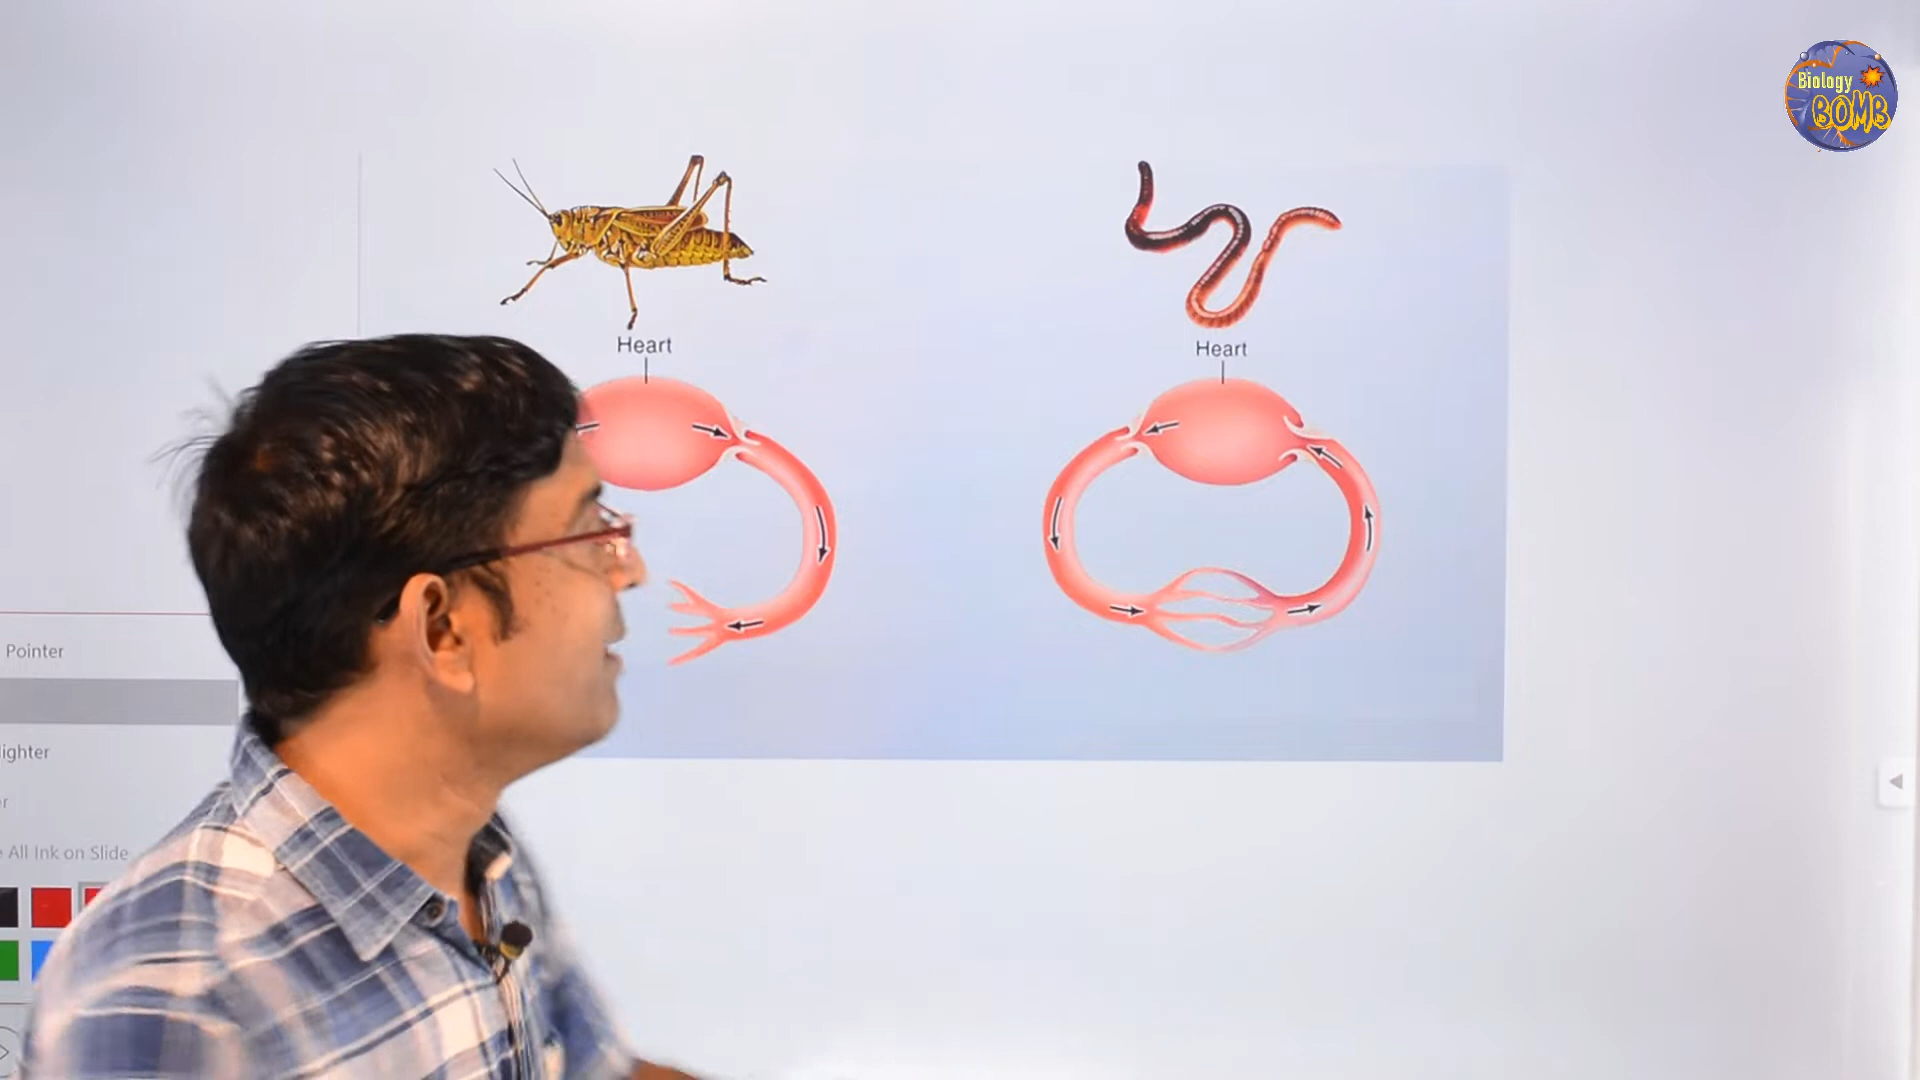 Biology
BOMB
Heart
Heart
Pointer
ighter
r
All Ink on Slide